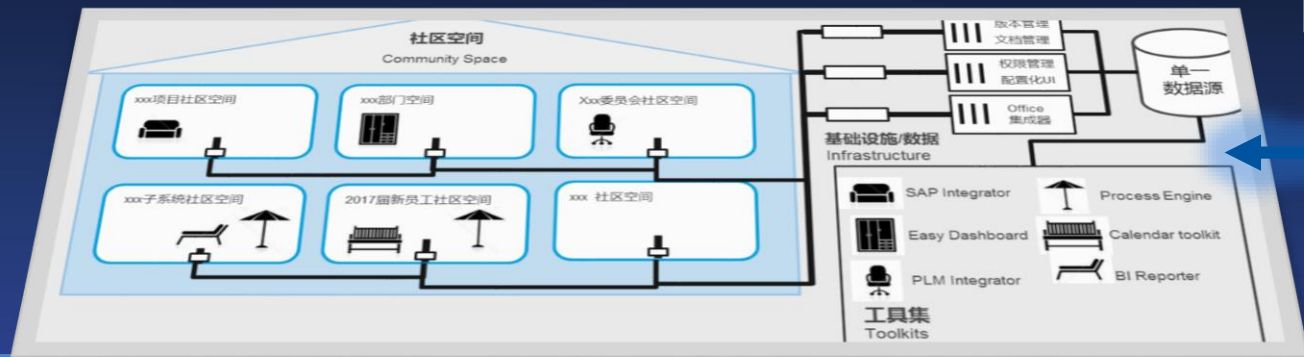 社区空间
Community Space
xxx项目社区空间
xxx部门空间
Xxx委员会社区空间
xxx子系统社区空间
2017届新员工社区空间
xxx 社区空间
版本管理
文档管理
权限管理
配置化UI
Office
集成器
单一
数据源
基础设施/数据
Infrastructure
SAP Integrator
Process Engine
Easy Dashboard
Calendar toolkit
PLM Integrator
BI Reporter
工具集
Toolkits